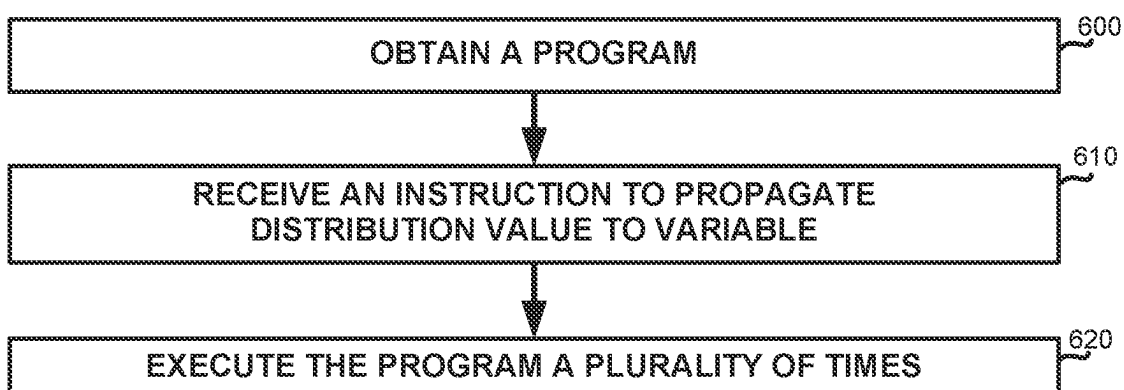 600
OBTAIN A PROGRAM
610
RECEIVE AN INSTRUCTION TO PROPAGATE
DISTRIBUTION VALUE TO VARIABLE
620
EXECUTE THE PROGRAM A PLURALITY OF TIMES